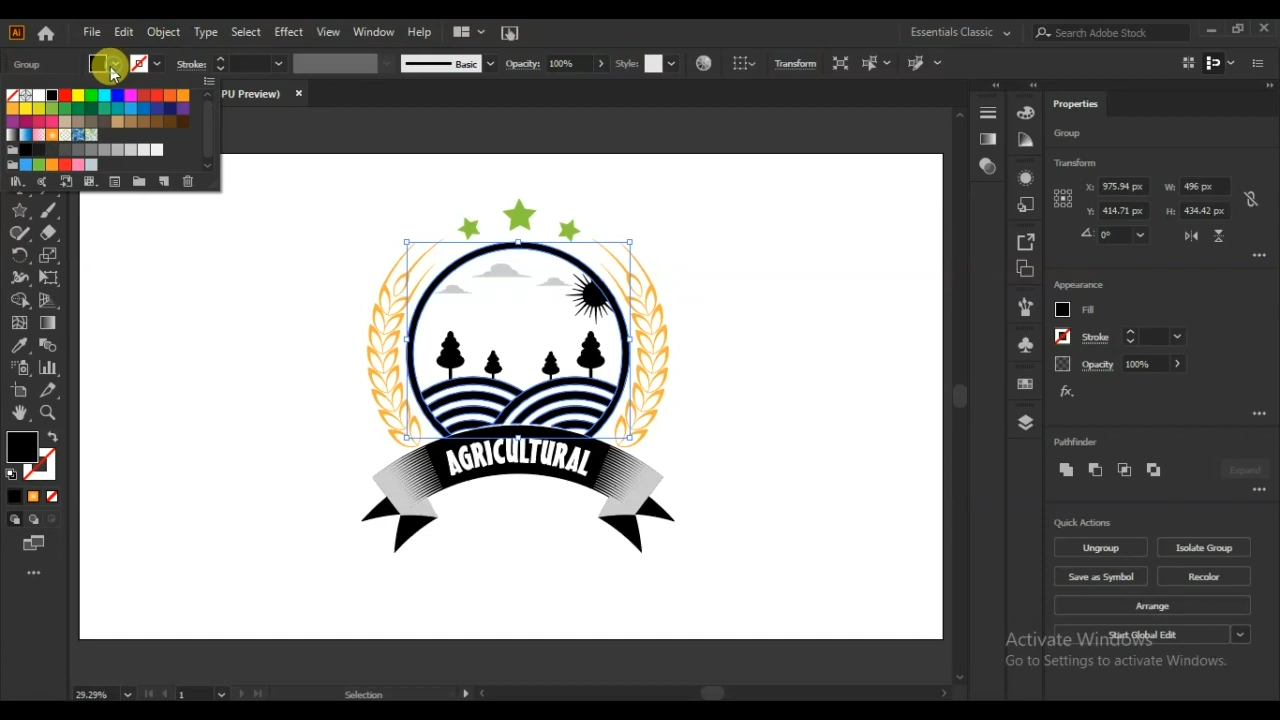 Ai File Edit Object Type Select Effect View Window Help Essentials Classic Search Adobe Stock
Group Stroke: Basic Opacity: 100% Style: Transform
PU Preview) ×
Properties
Group
Transform
X: 975.94 px W: 496 px
Y: 414.71 px H: 434.42 px
0°
Appearance
Fill
Stroke
Opacity 100%
fx.
Pathfinder
Expand
Quick Actions
Ungroup Isolate Group
Save as Symbol Recolor
Arrange
Start Global Edit
AGRICULTURAL
Activate Windows
Go to Settings to activate Windows.
29.29% 1 Selection